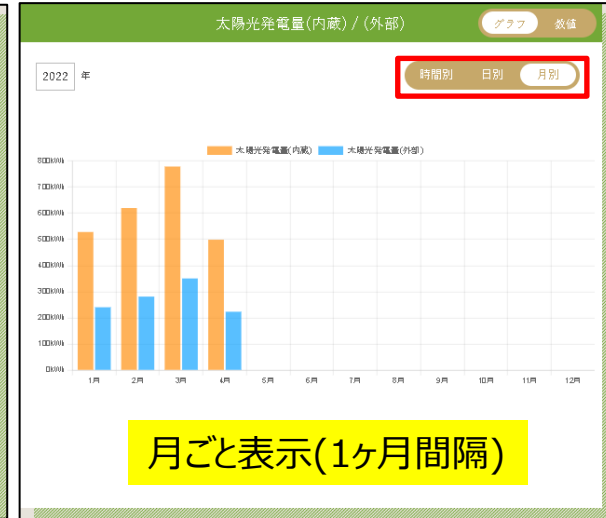 太陽光発電量(内蔵) / (外部)
グラフ 数値
2022 年
時間別 日別 月別
太陽光発電量(内蔵) 太陽光発電量(外部)
800kWh
700kWh
600kWh
500kWh
400kWh
300kWh
200kWh
100kWh
0kWh
1月 2月 3月 4月 5月 6月 7月 8月 9月 10月 11月 12月
月ごと表示(1ヶ月間隔)